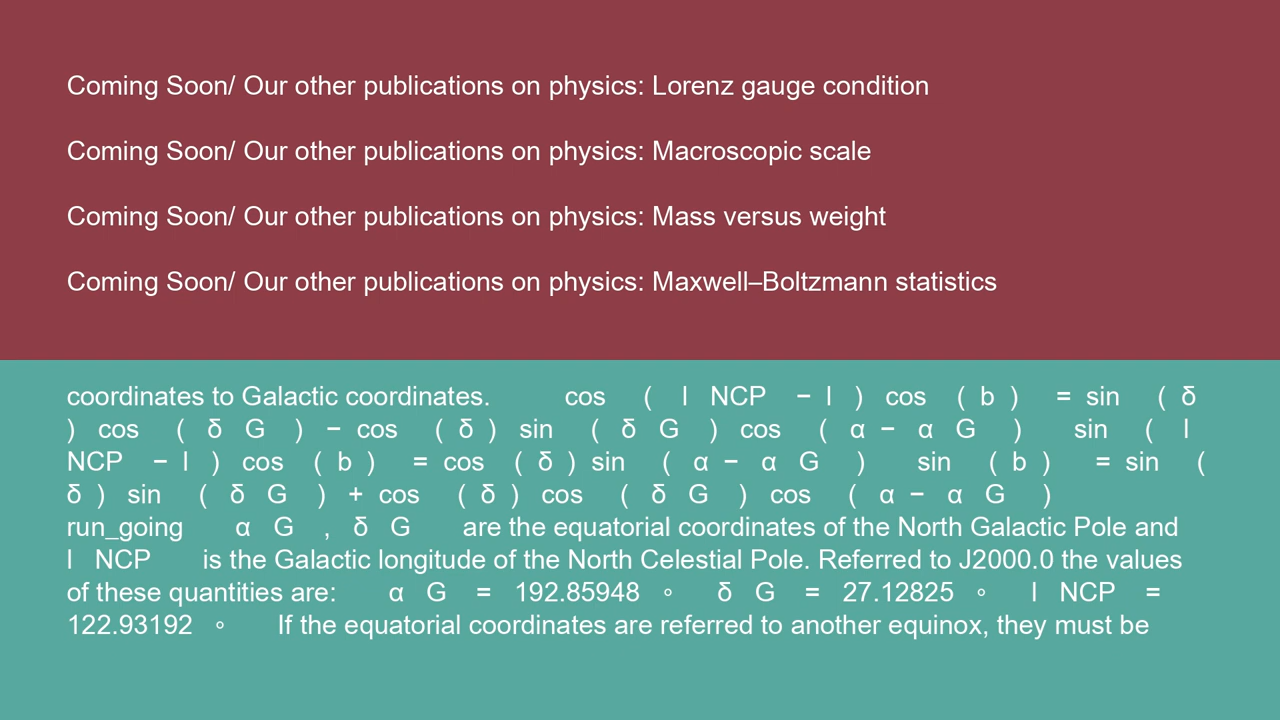 Coming Soon/ Our other publications on physics: Lorenz gauge condition
Coming Soon/ Our other publications on physics: Macroscopic scale
Coming Soon/ Our other publications on physics: Mass versus weight
Coming Soon/ Our other publications on physics: Maxwell–Boltzmann statistics
coordinates to Galactic coordinates. cos ( l NCP − l ) cos ( b ) = sin ( δ
) cos ( δ G ) − cos ( δ ) sin ( δ G ) cos ( α − α G ) sin ( l
NCP − l ) cos ( b ) = cos ( δ ) sin ( α − α G ) sin ( b ) = sin (
δ ) sin ( δ G ) + cos ( δ ) cos ( δ G ) cos ( α − α G )
run_going α G , δ G are the equatorial coordinates of the North Galactic Pole and
l NCP is the Galactic longitude of the North Celestial Pole. Referred to J2000.0 the values
of these quantities are: α G = 192.85948 ∘ δ G = 27.12825 ∘ l NCP =
122.93192 ∘ If the equatorial coordinates are referred to another equinox, they must be